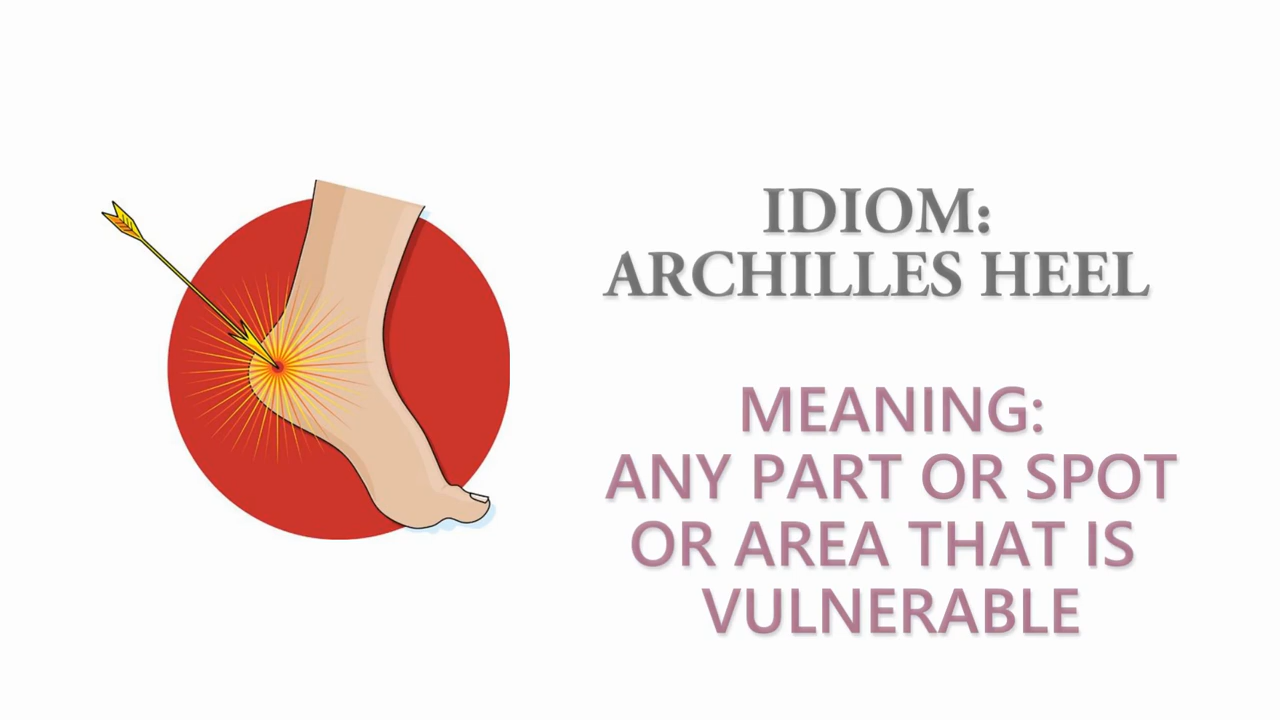 IDIOM:
ARCHILLES HEEL
MEANING:
ANY PART OR SPOT
OR AREA THAT IS
VULNERABLE